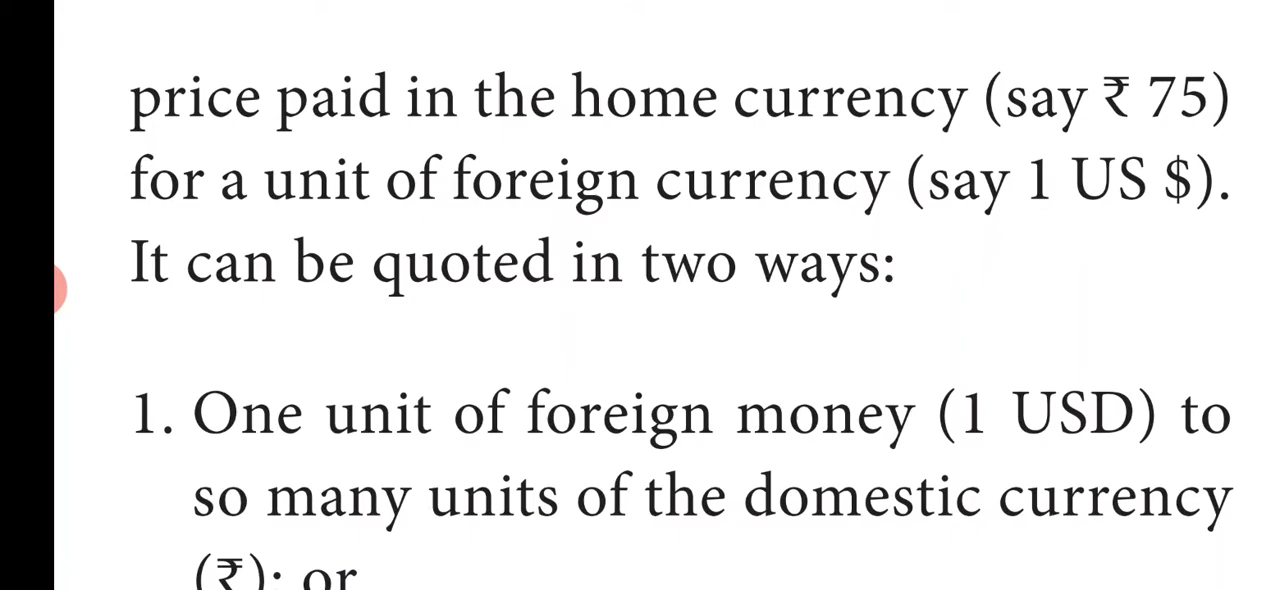 price paid in the home currency (say ₹ 75)
for a unit of foreign currency (say 1 US $).
It can be quoted in two ways:
1. One unit of foreign money (1 USD) to
so many units of the domestic currency
(₹); or